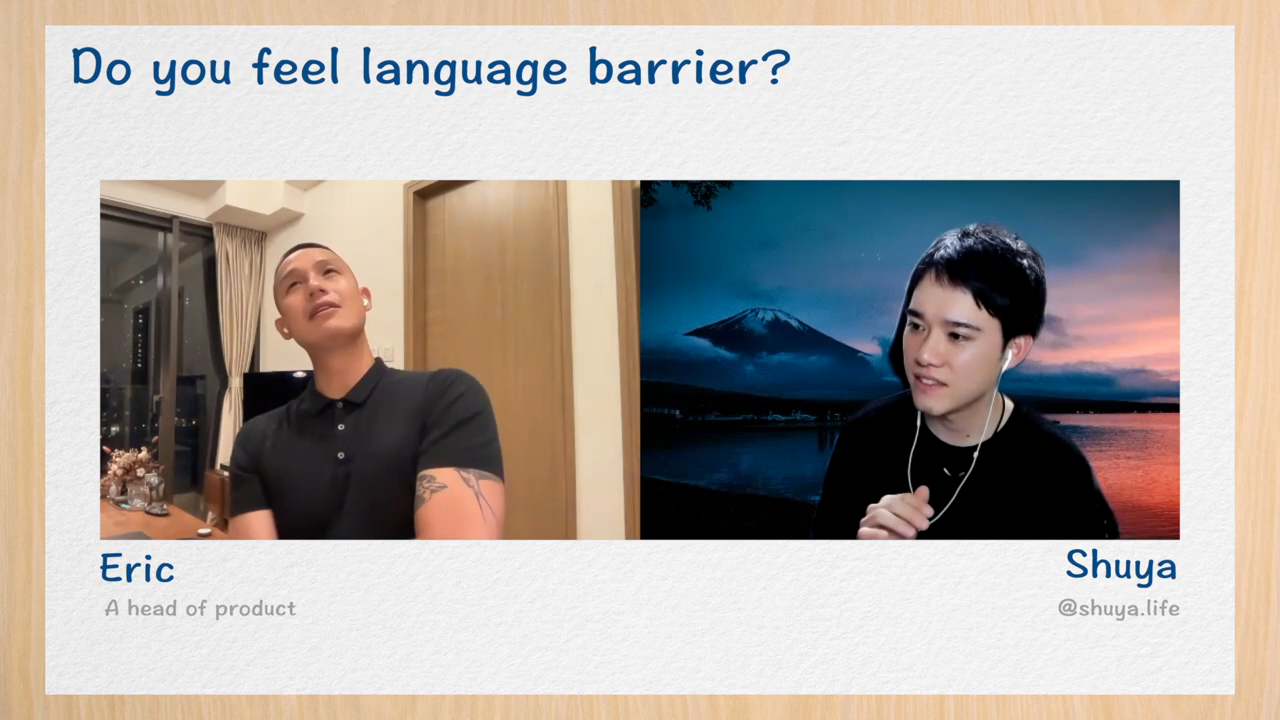 Do you feel language barrier?
Eric
Shuya
A head of product
@shuya.life